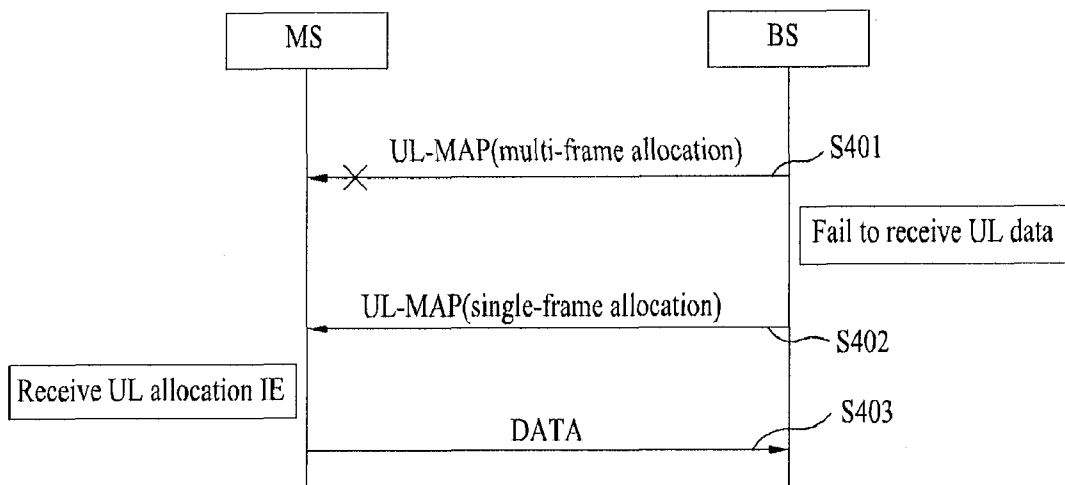 MS
BS
UL-MAP(multi-frame allocation)
S401
Fail to receive UL data
UL-MAP(single-frame allocation)
S402
Receive UL allocation IE
DATA
S403